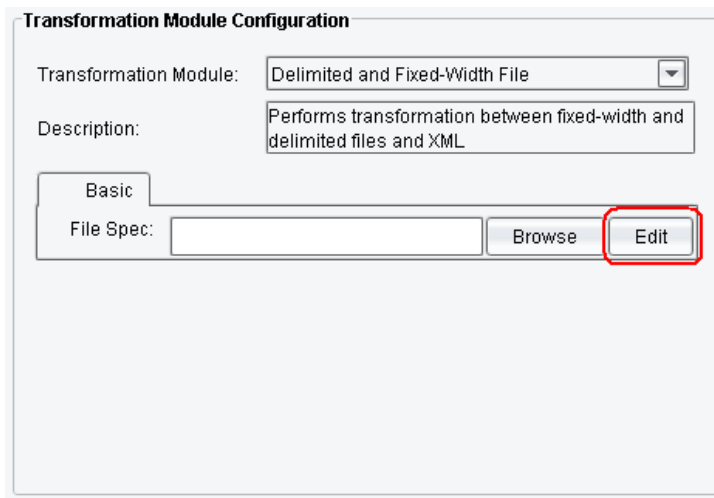 Transformation Module Configuration
Transformation Module: Delimited and Fixed-Width File
Description: Performs transformation between fixed-width and
delimited files and XML
Basic
File Spec: Browse Edit